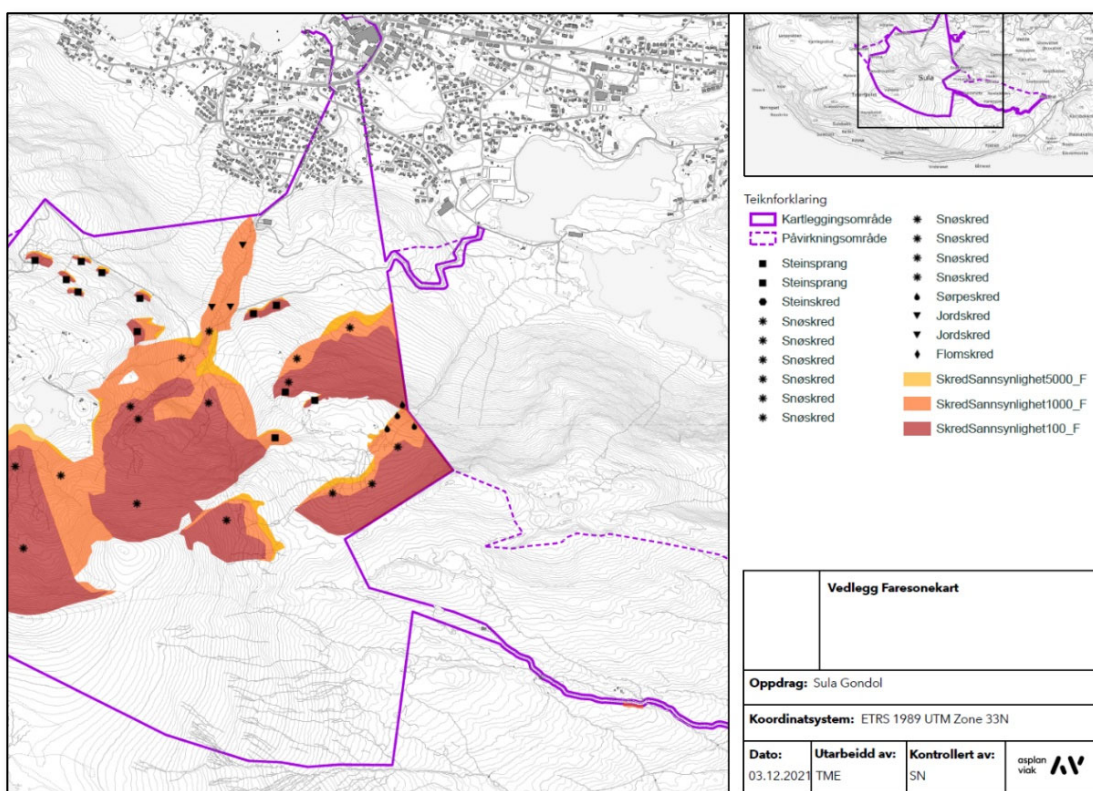 Sula
Teiknforklaring
Kartleggingsområde
Påvirkningsområde
Steinsprang
Steinsprang
Steinskred
Snøskred
Snøskred
Snøskred
Snøskred
Snøskred
Snøskred
Snøskred
Snøskred
Snøskred
Snøskred
Sørpeskred
Jordskred
Jordskred
Flomskred
SkredSannsynlighet5000_F
SkredSannsynlighet1000_F
SkredSannsynlighet100_F
Vedlegg Faresonekart
Oppdrag: Sula Gondol
Koordinatsystem: ETRS 1989 UTM Zone 33N
Dato:
03.12.2021
Utarbeidd av:
TME
Kontrollert av:
SN
asplan
viak